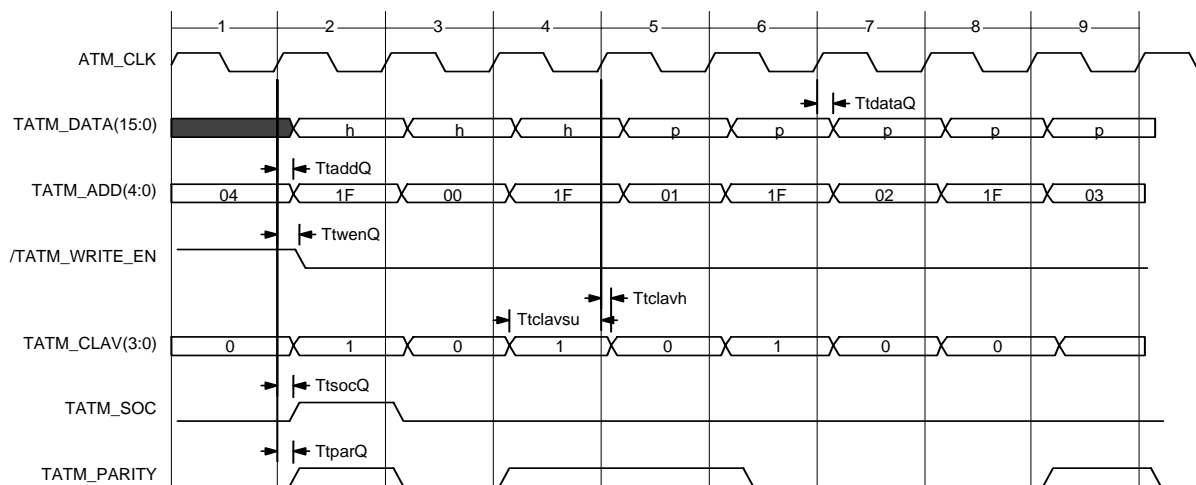 1 2 3 4 5 6 7 8 9
ATM_CLK
TtdataQ
TATM_DATA(15:0) h h h p p p p p
TtaddQ
TATM_ADD(4:0) 04 1F 00 1F 01 1F 02 1F 03
TtwenQ
/TATM_WRITE_EN
Ttclavh
Ttclavsu
TATM_CLAV(3:0) 0 1 0 1 0 1 0 0
TtsocQ
TATM_SOC
TtparQ
TATM_PARITY